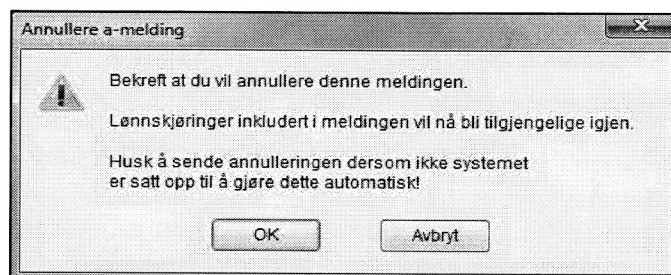 Annullere a-melding
Bekreft at du vil annullere denne meldingen.
Lønnskjøringer inkludert i meldingen vil nå bli tilgjengelige igjen.
Husk å sende annulleringen dersom ikke systemet
er satt opp til å gjøre dette automatisk!
OK
Avbryt